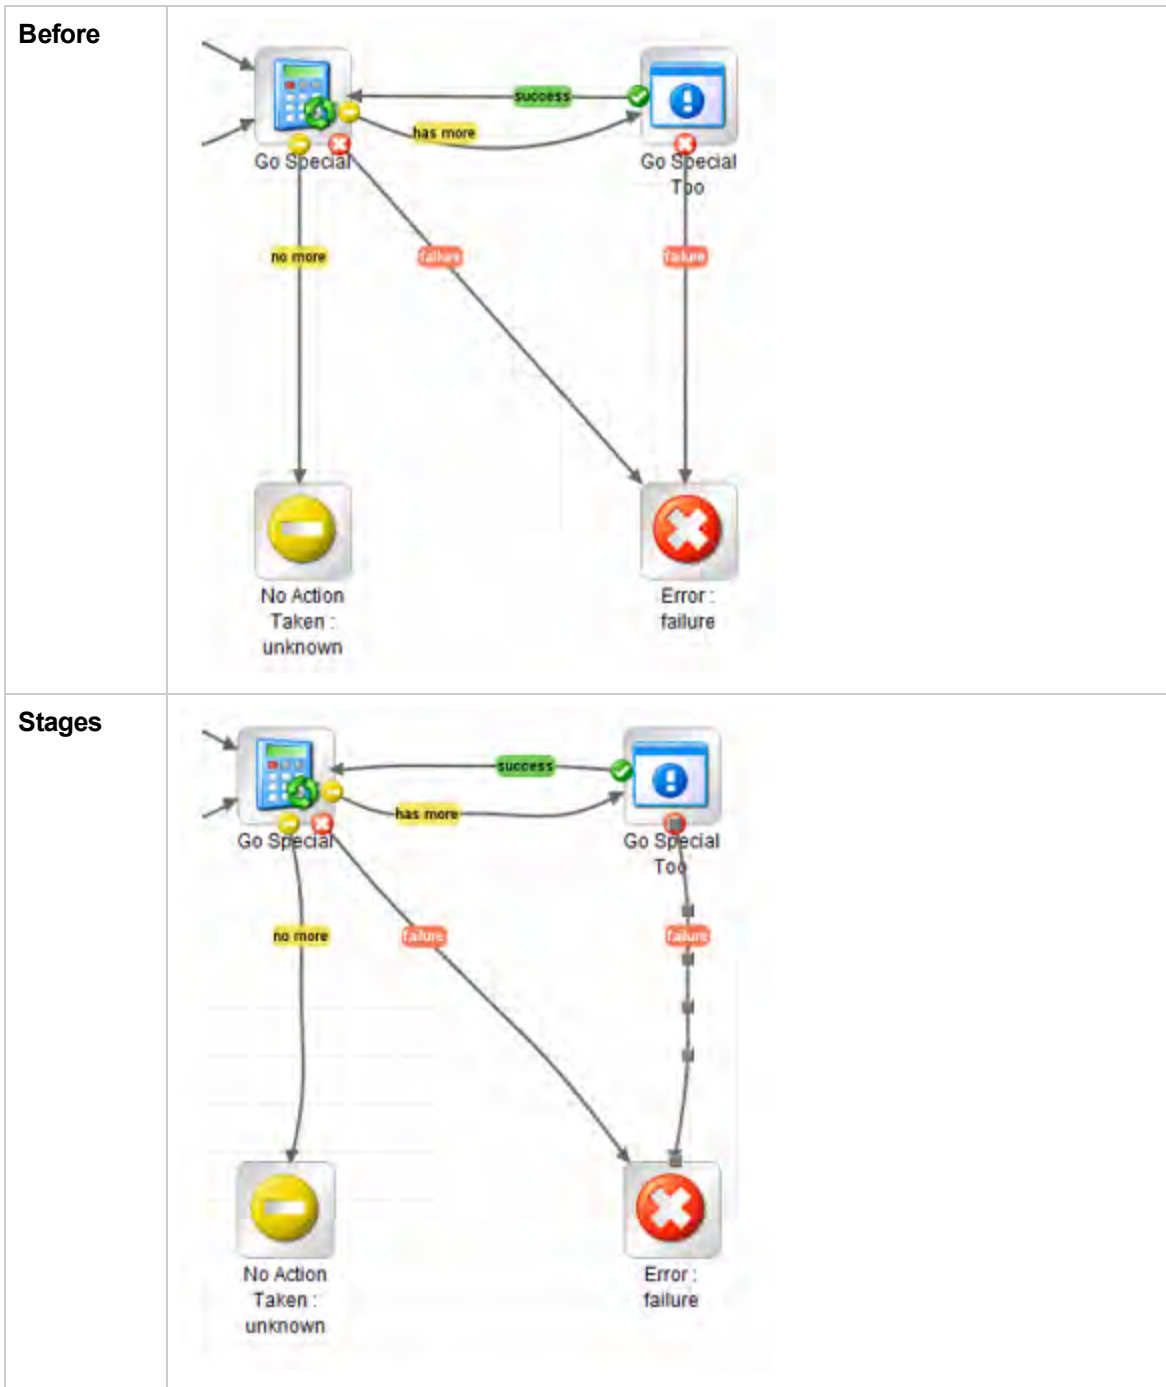 Before
success
has more
Go Special
Go Special
Too
no more
failure
failure
No Action
Taken :
unknown
Error :
failure
Stages
success
has more
Go Special
Go Special
Too
no more
failure
failure
No Action
Taken :
unknown
Error :
failure